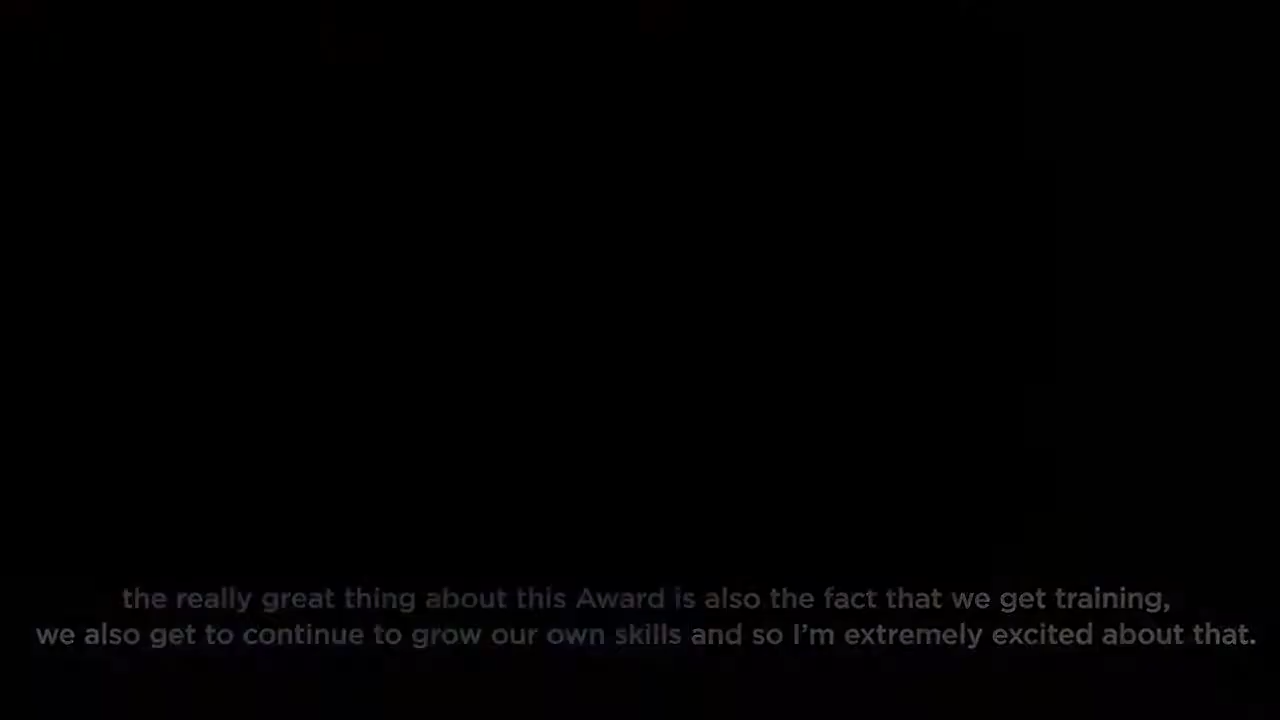 the really great thing about this Award is also the fact that we get training,
we also get to continue to grow our own skills and so I'm extremely excited about that.